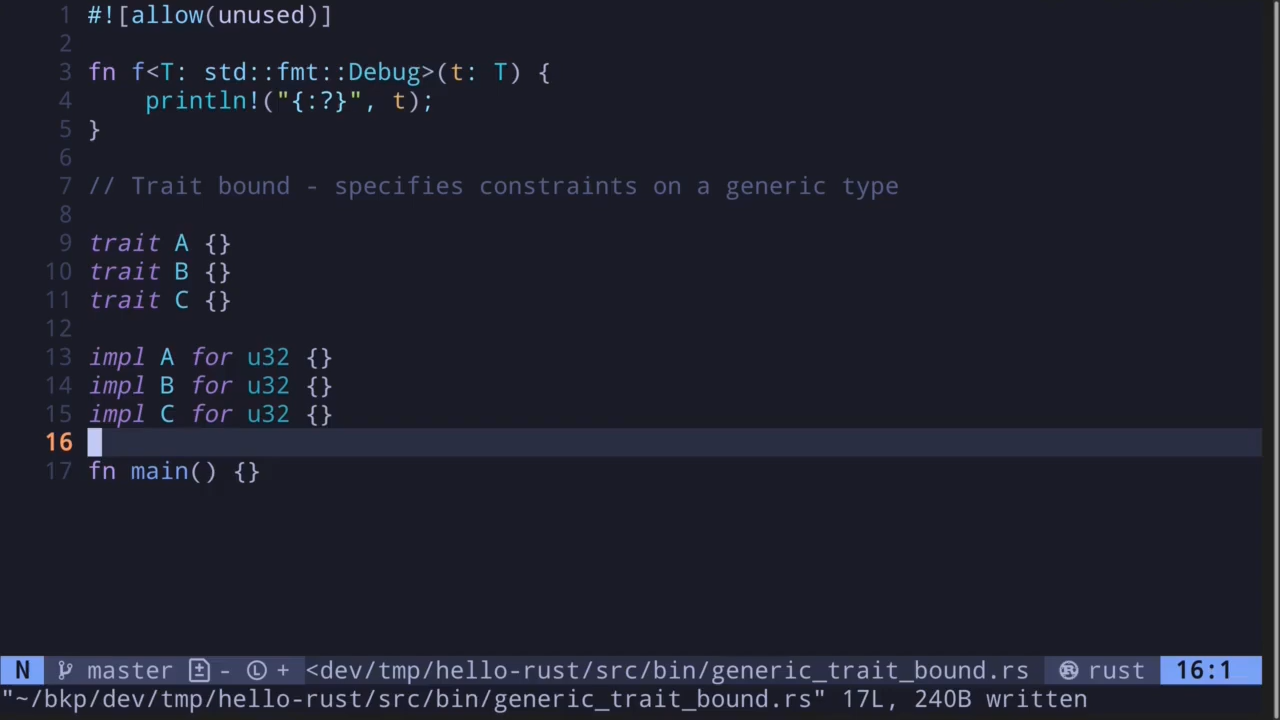 1 #![allow(unused)]
2
3 fn f<T: std::fmt::Debug>(t: T) {
4     println!("{:?}", t);
5 }
6
7 // Trait bound - specifies constraints on a generic type
8
9 trait A {}
10 trait B {}
11 trait C {}
12
13 impl A for u32 {}
14 impl B for u32 {}
15 impl C for u32 {}
16
17 fn main() {}
N master - L + <dev/tmp/hello-rust/src/bin/generic_trait_bound.rs rust 16:1
"~/bkp/dev/tmp/hello-rust/src/bin/generic_trait_bound.rs" 17L, 240B written